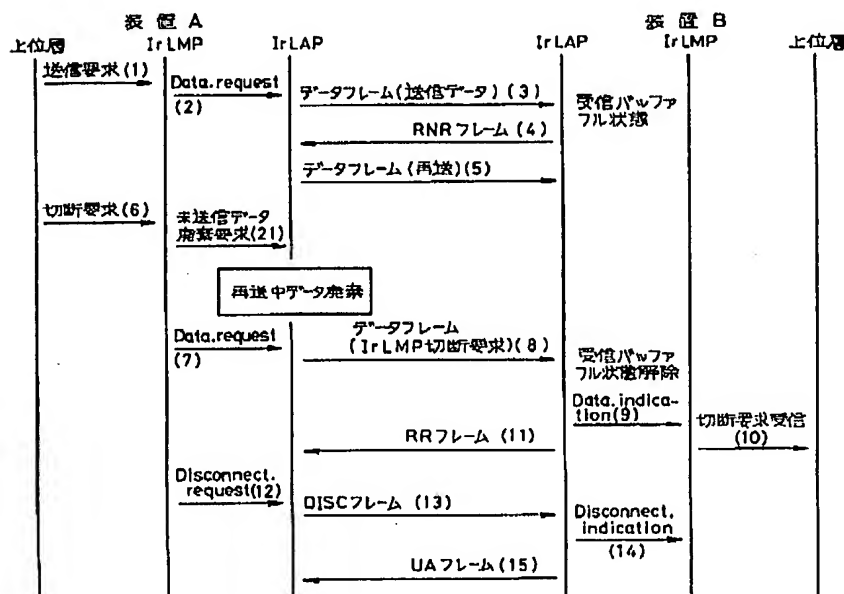 装置A 装置B
上位層 IrLMP IrLAP IrLAP IrLMP 上位層
送信要求(1)
Data.request
(2)
データフレーム(送信データ)(3)
受信バッファ
フル状態
RNRフレーム(4)
データフレーム(再送)(5)
切断要求(6)
未送信データ
廃棄要求(21)
再送中データ廃棄
Data.request
(7)
データフレーム
(IrLMP切断要求)(8)
受信バッファ
フル状態解除
Data.indica-
tion(9)
切断要求受信
(10)
RRフレーム(11)
Disconnect.
request(12)
DISCフレーム(13)
Disconnect.
indication
(14)
UAフレーム(15)